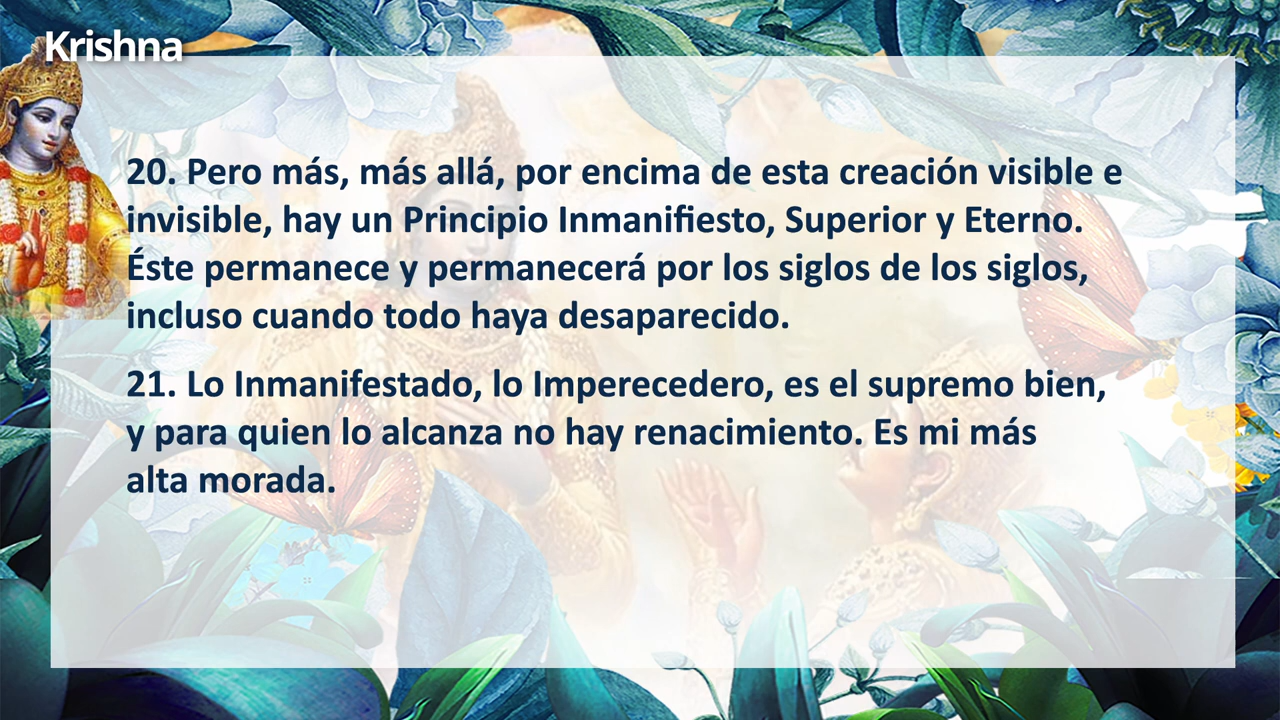 Krishna
20. Pero más, más allá, por encima de esta creación visible e
invisible, hay un Principio Inmanifiesto, Superior y Eterno.
Éste permanece y permanecerá por los siglos de los siglos,
incluso cuando todo haya desaparecido.
21. Lo Inmanifestado, lo Imperecedero, es el supremo bien,
y para quien lo alcanza no hay renacimiento. Es mi más
alta morada.